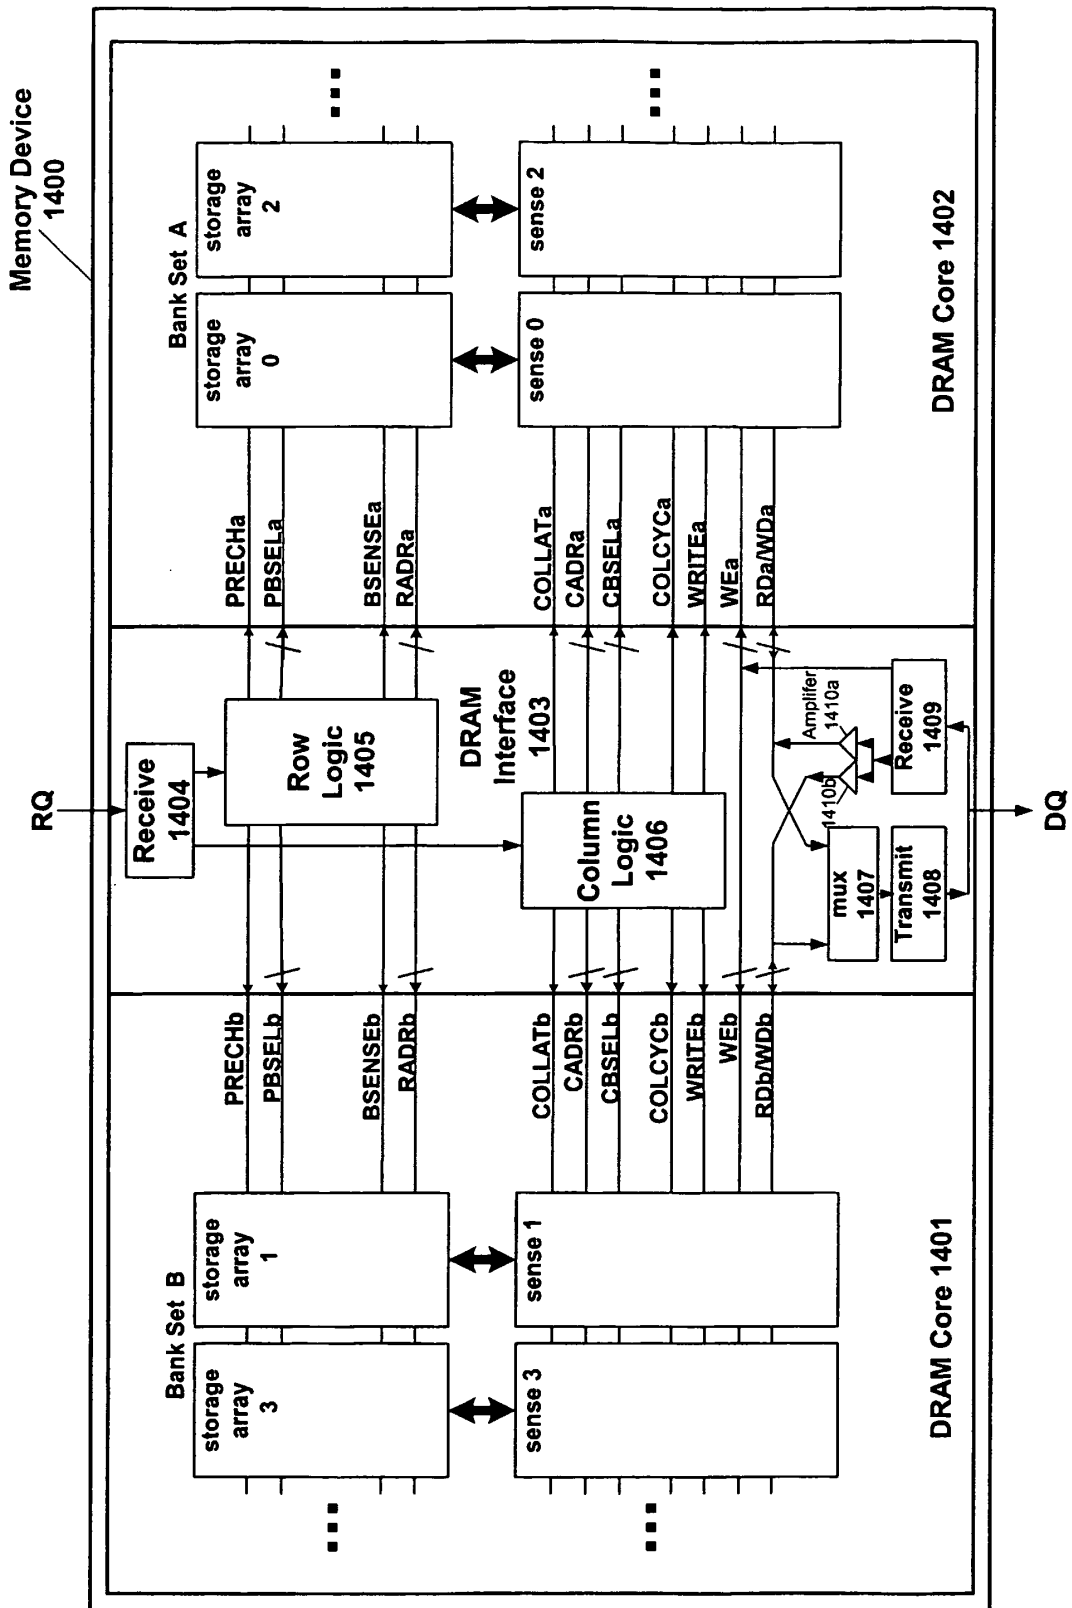 Memory Device
1400
RQ
DQ
Bank Set B
storage
array
3
storage
array
1
sense 3
sense 1
DRAM Core 1401
PRECHb
PBSELb
BSENSEb
RADRb
COLLATb
CADRb
CBSELb
COLCYCb
WRITEb
WEb
RDb/WDb
Receive
1404
Row
Logic
1405
DRAM
Interface
1403
Column
Logic
1406
mux
1407
Transmit
1408
1410b
Amplifer
1410a
Receive
1409
PRECHa
PBSELa
BSENSEa
RADRa
COLLATa
CADRa
CBSELa
COLCYCa
WRITEa
WEa
RDa/WDa
Bank Set A
storage
array
0
storage
array
2
sense 0
sense 2
DRAM Core 1402